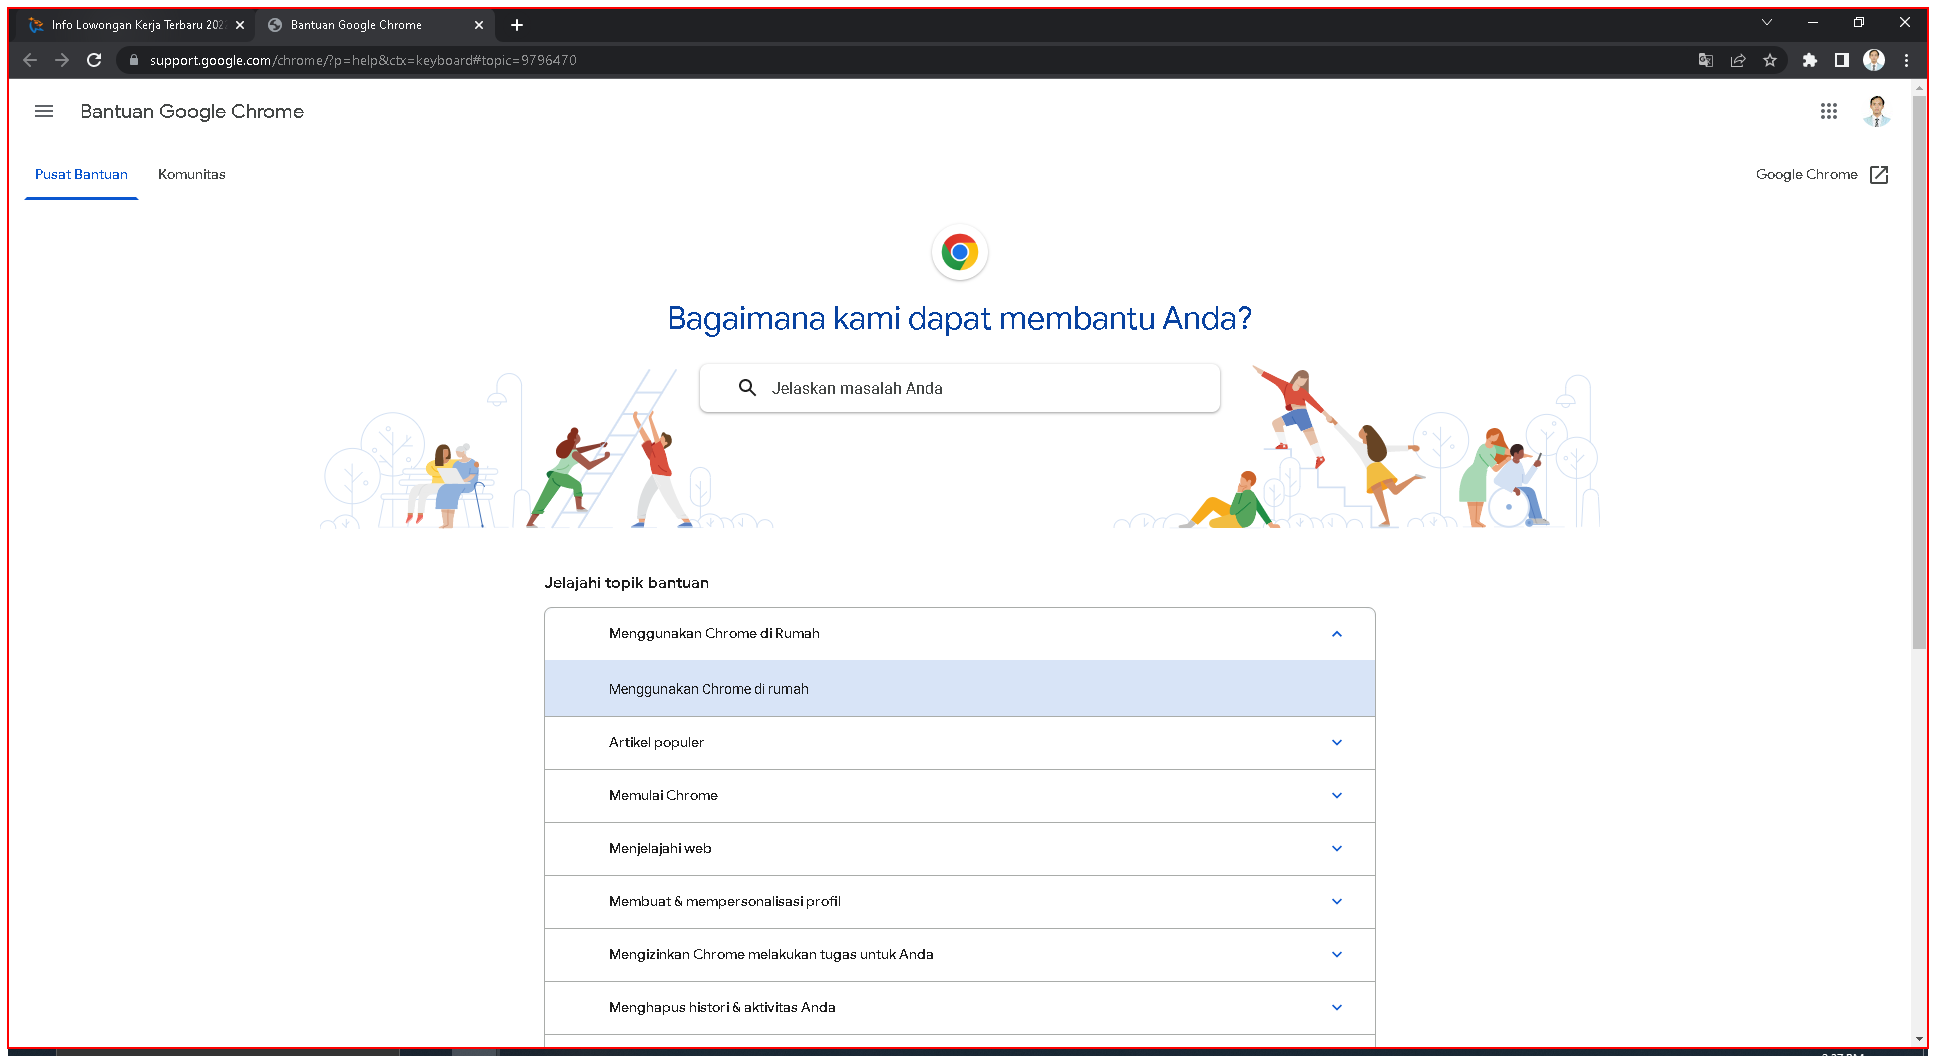 Info Lowongan Kerja Terbaru 202
Bantuan Google Chrome
support.google.com/chrome/?p=help&ctx=keyboard#topic=9796470
Bantuan Google Chrome
Pusat Bantuan
Komunitas
Google Chrome
Bagaimana kami dapat membantu Anda?
Jelaskan masalah Anda
Jelajahi topik bantuan
Menggunakan Chrome di Rumah
Menggunakan Chrome di rumah
Artikel populer
Memulai Chrome
Menjelajahi web
Membuat & mempersonalisasi profil
Mengizinkan Chrome melakukan tugas untuk Anda
Menghapus histori & aktivitas Anda